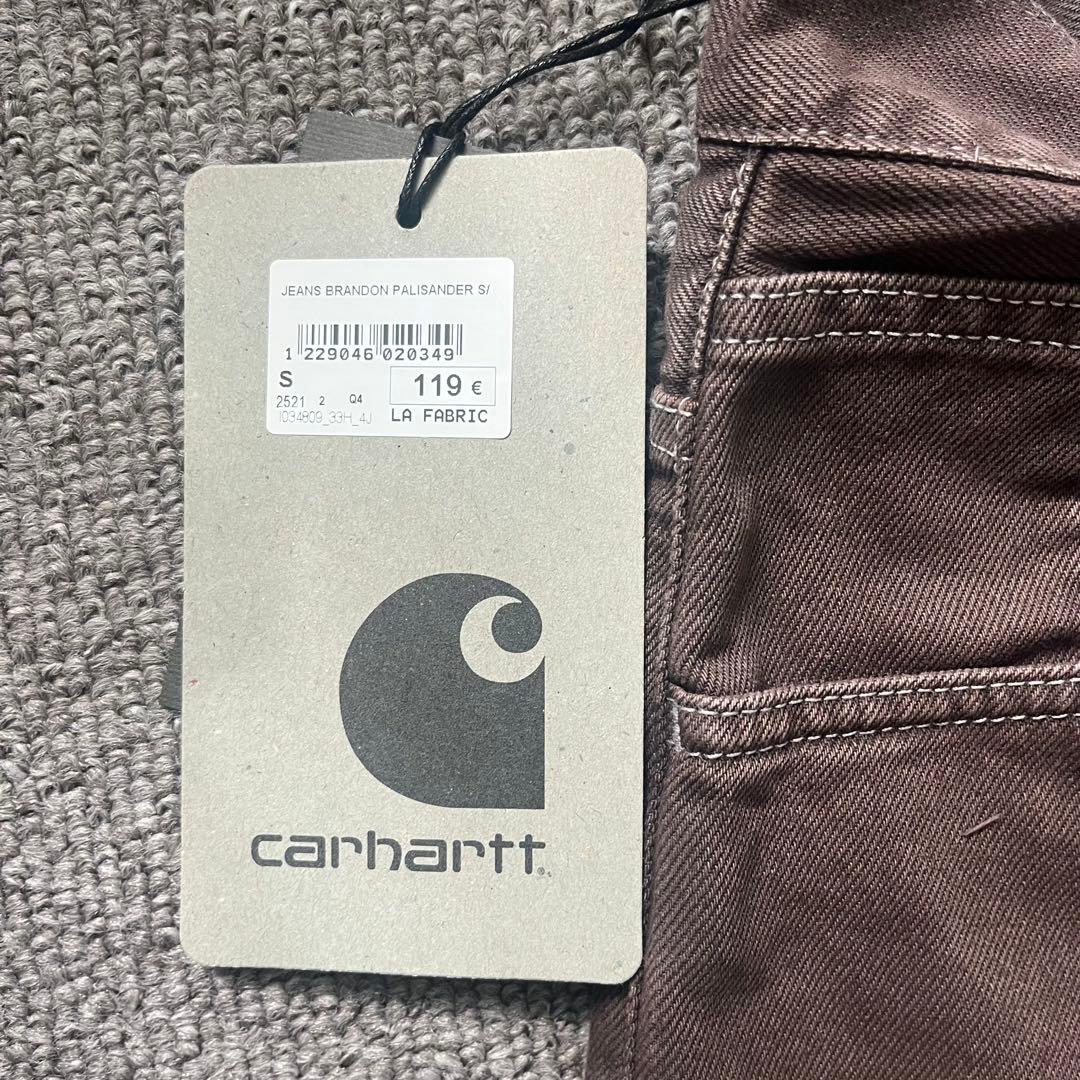 JEANS BRANDON PALISANDER S/
1 229046 020349
S
119 €
2521 2 Q4
I034809_33H_4J
LA FABRIC
carhartt®